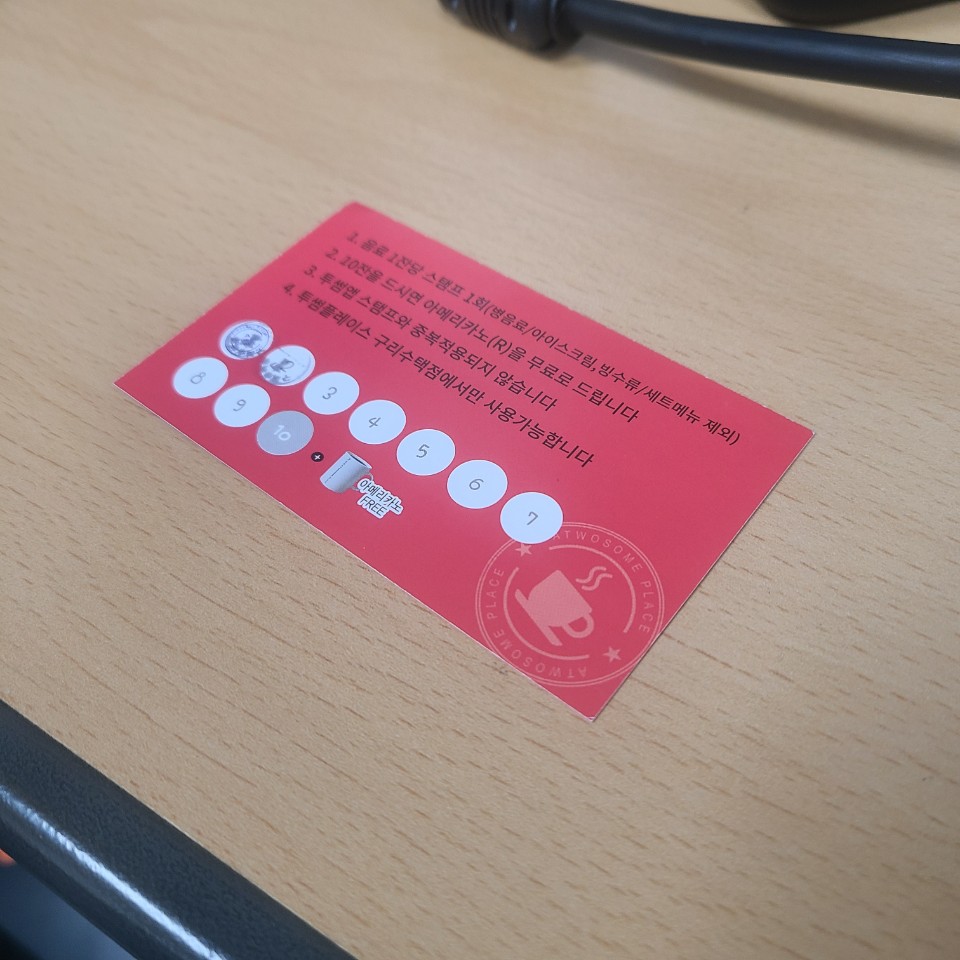 1. 음료 1잔당 스탬프 1회(병음료/아이스크림,빙수류/세트메뉴 제외)
2. 10잔을 드시면 아메리카노(R)을 무료로 드립니다
3. 투썸앱 스탬프와 중복적용되지 않습니다
4. 투썸플레이스 구리수택점에서만 사용가능합니다
3 4 5 6 7
8 9 10 + 아메리카노
FREE
ATWOSOME PLACE
ATWOSOME PLACE